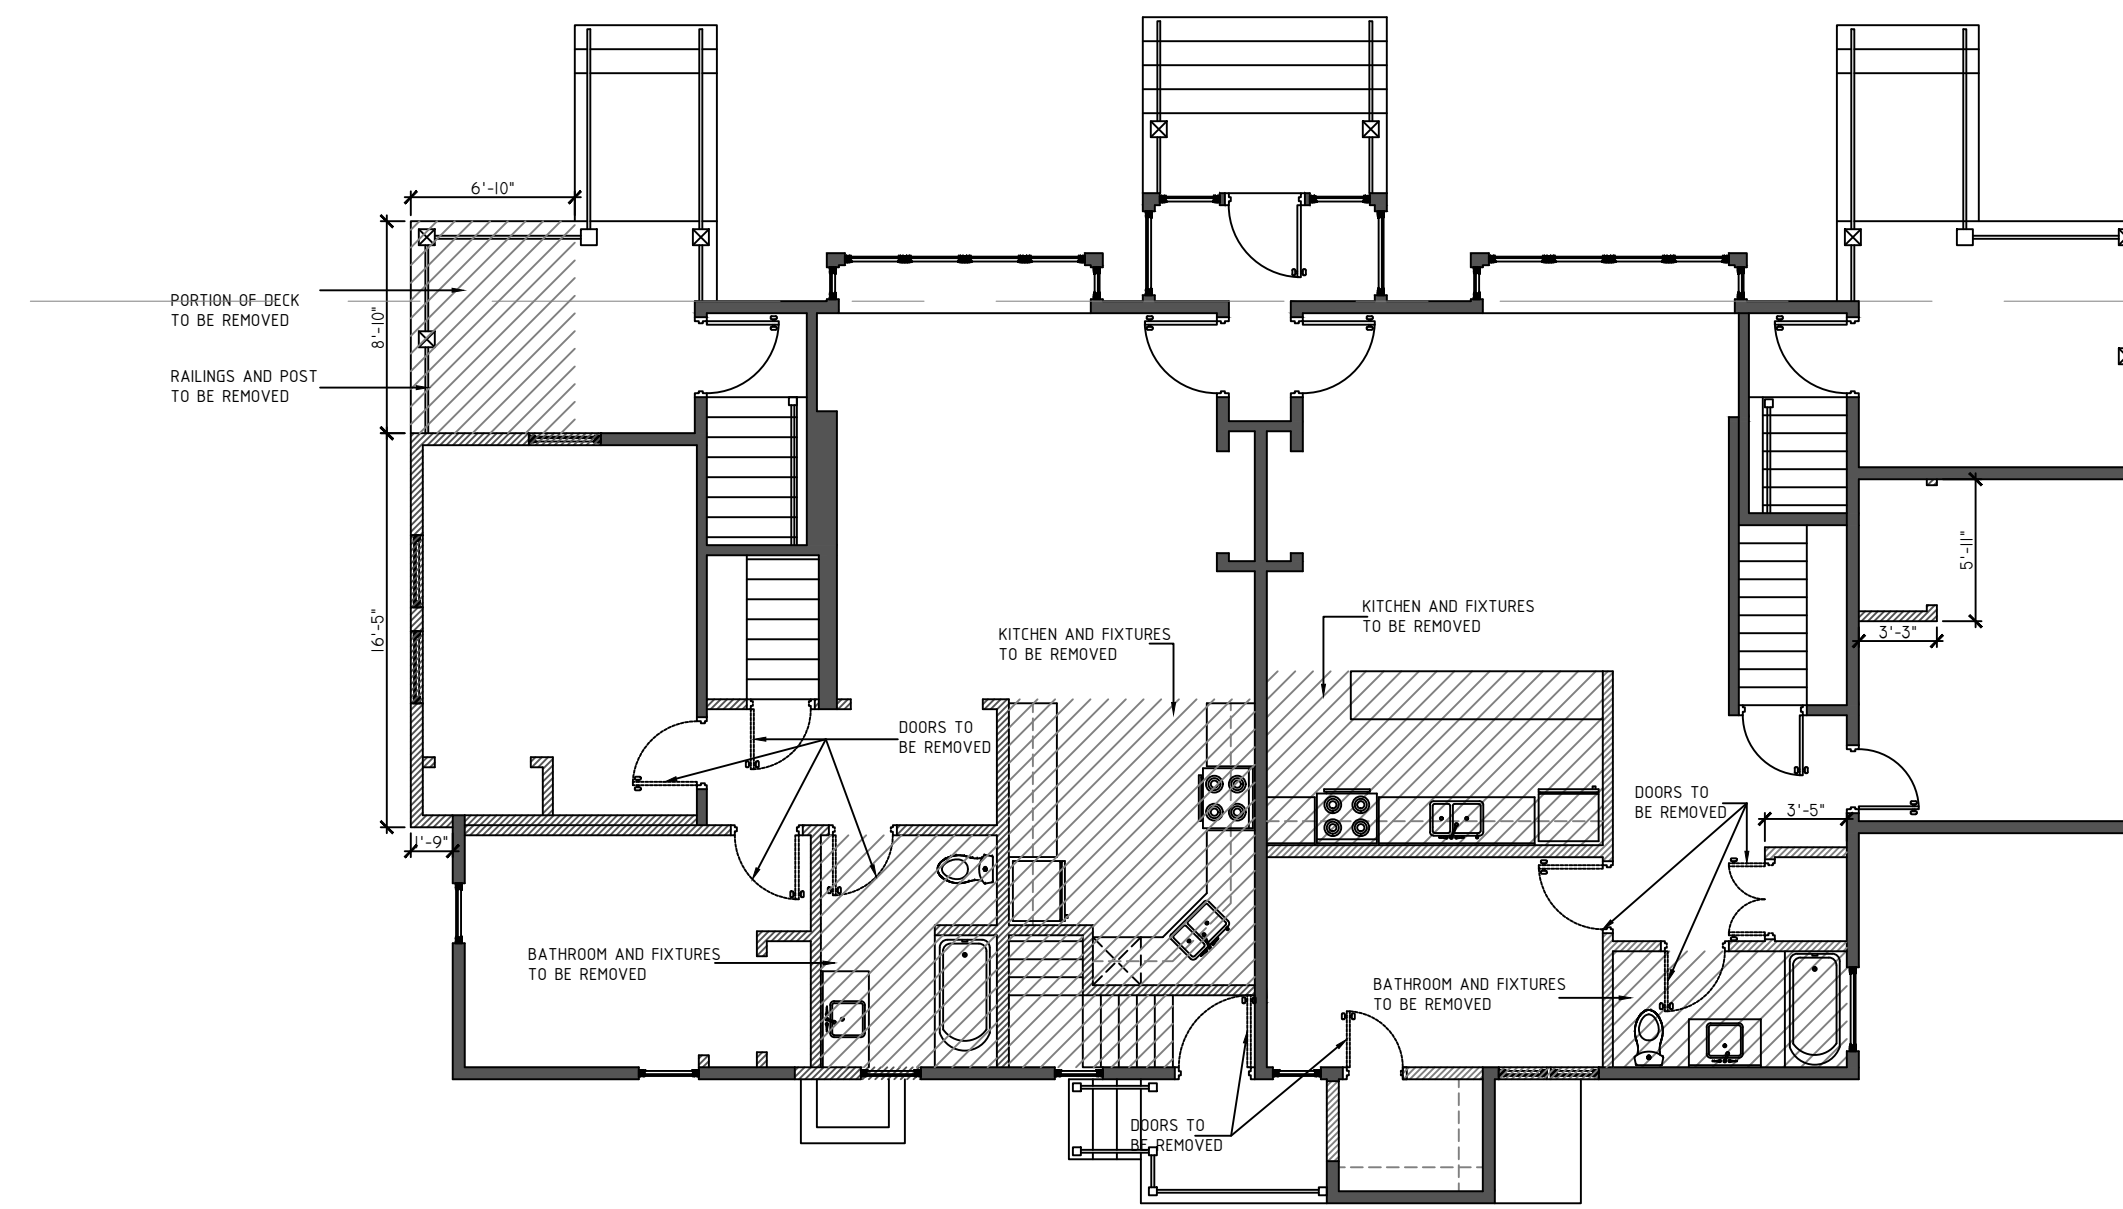 6'-10"
PORTION OF DECK
TO BE REMOVED
8'-10"
RAILINGS AND POST
TO BE REMOVED
5'-11"
16'-5"
KITCHEN AND FIXTURES
TO BE REMOVED
KITCHEN AND FIXTURES
TO BE REMOVED
3'-3"
DOORS TO
BE REMOVED
DOORS TO
BE REMOVED
3'-5"
1'-9"
BATHROOM AND FIXTURES
TO BE REMOVED
BATHROOM AND FIXTURES
TO BE REMOVED
DOORS TO
BE REMOVED